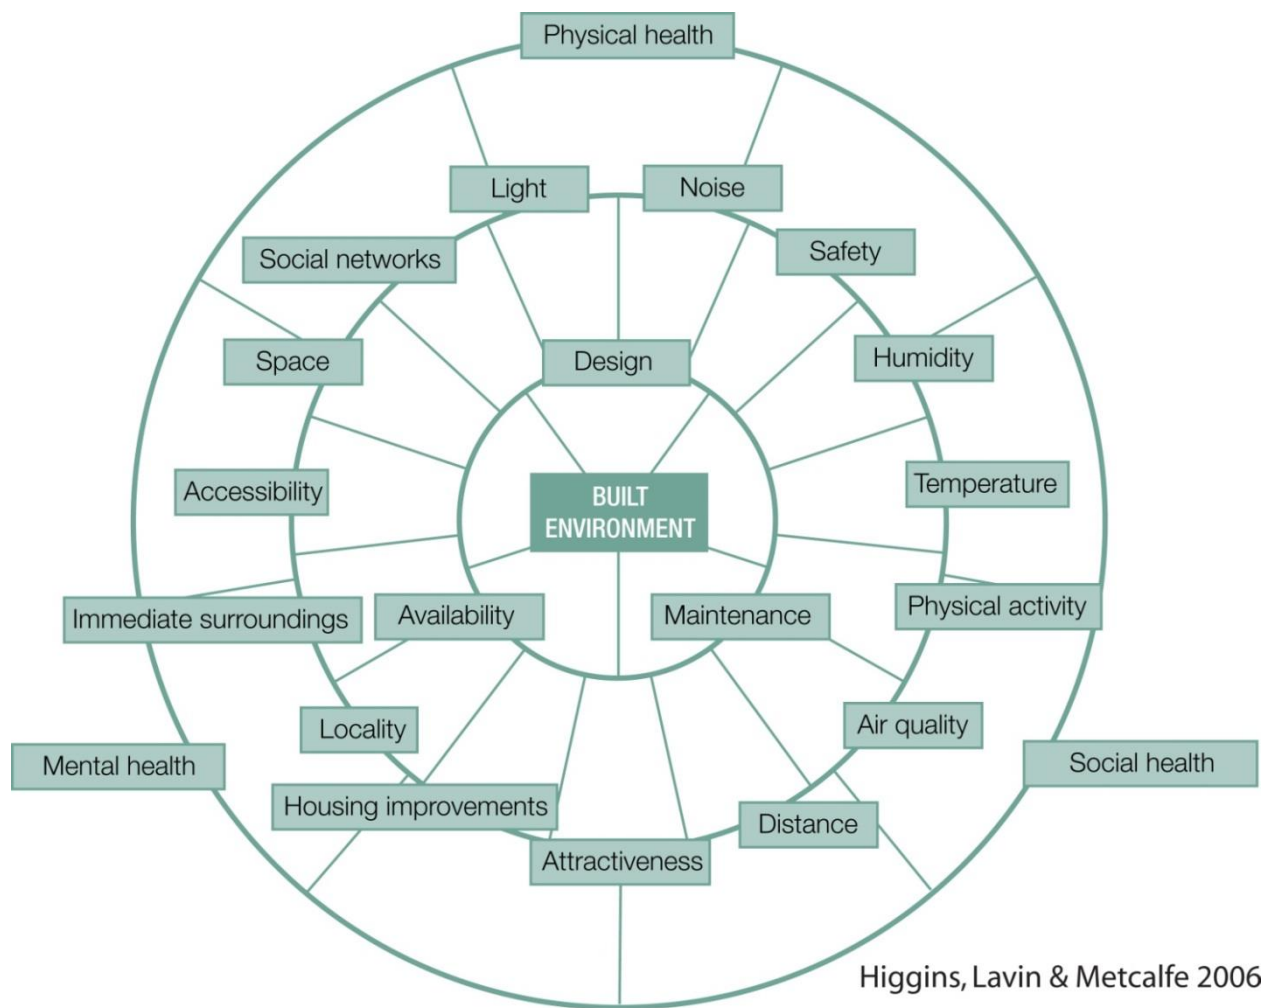 Physical health
Light
Noise
Social networks
Safety
Space
Design
Humidity
Accessibility
BUILT
ENVIRONMENT
Temperature
Immediate surroundings
Availability
Maintenance
Physical activity
Locality
Air quality
Mental health
Social health
Housing improvements
Distance
Attractiveness
Higgins, Lavin & Metcalfe 2006